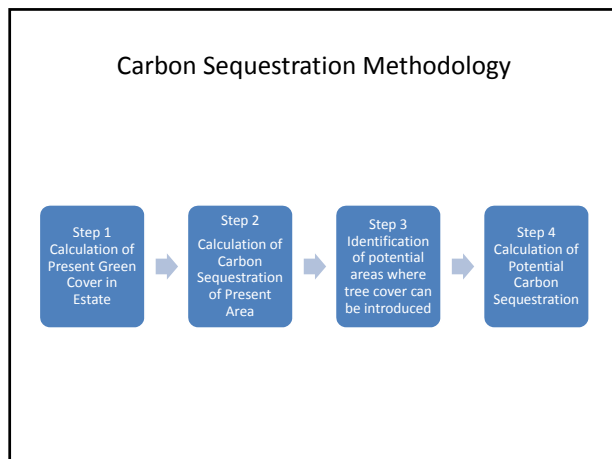 Carbon Sequestration Methodology
Step 1
Calculation of
Present Green
Cover in
Estate
Step 2
Calculation of
Carbon
Sequestration
of Present
Area
Step 3
Identification
of potential
areas where
tree cover can
be introduced
Step 4
Calculation of
Potential
Carbon
Sequestration